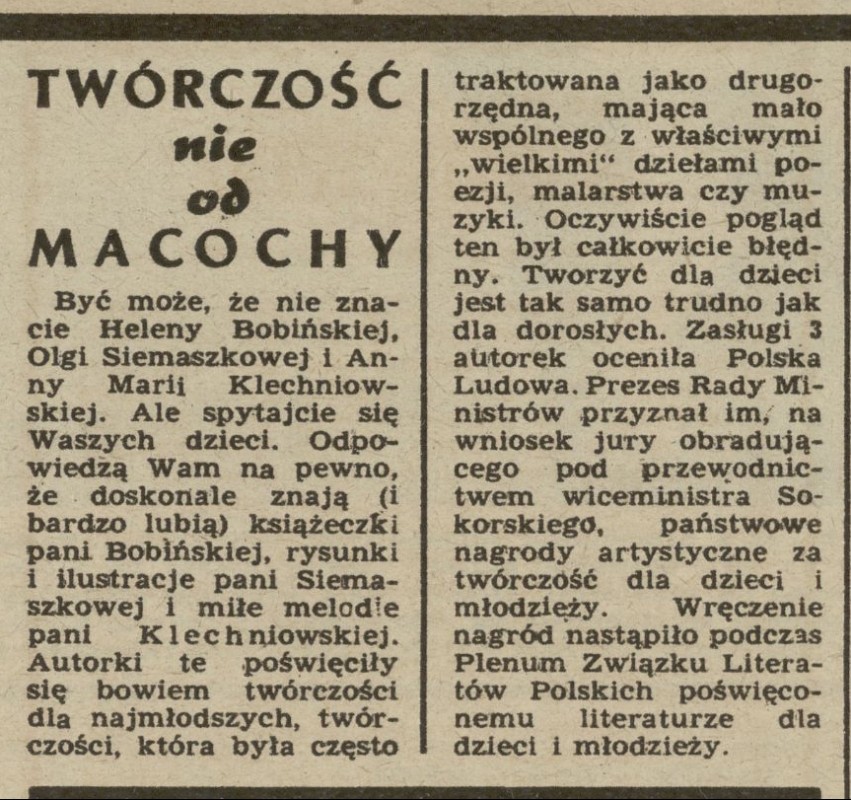 TWÓRCZOŚĆ
nie
od
MACOCHY
Być może, że nie zna-
cie Heleny Bobińskiej,
Olgi Siemaszkowej i An-
ny Marii Klechniow-
skiej. Ale spytajcie się
Waszych dzieci. Odpo-
wiedzą Wam na pewno,
że doskonale znają (i
bardzo lubią) książeczki
pani Bobińskiej, rysunki
i ilustracje pani Siema-
szkowej i miłe melodie
pani Klechniowskiej.
Autorki te poświęciły
się bowiem twórczości
dla najmłodszych, twór-
czości, która była często
traktowana jako drugo-
rzędna, mająca mało
wspólnego z właściwymi
„wielkimi“ dziełami po-
ezji, malarstwa czy mu-
zyki. Oczywiście pogląd
ten był całkowicie błęd-
ny. Tworzyć dla dzieci
jest tak samo trudno jak
dla dorosłych. Zasługi 3
autorek oceniła Polska
Ludowa. Prezes Rady Mi-
nistrów przyznał im, na
wniosek jury obradują-
cego pod przewodnic-
twem wiceministra So-
korskiego, państwowe
nagrody artystyczne za
twórczość dla dzieci i
młodzieży. Wręczenie
nagród nastąpiło podczas
Plenum Związku Litera-
tów Polskich poświęco-
nemu literaturze dla
dzieci i młodzieży.